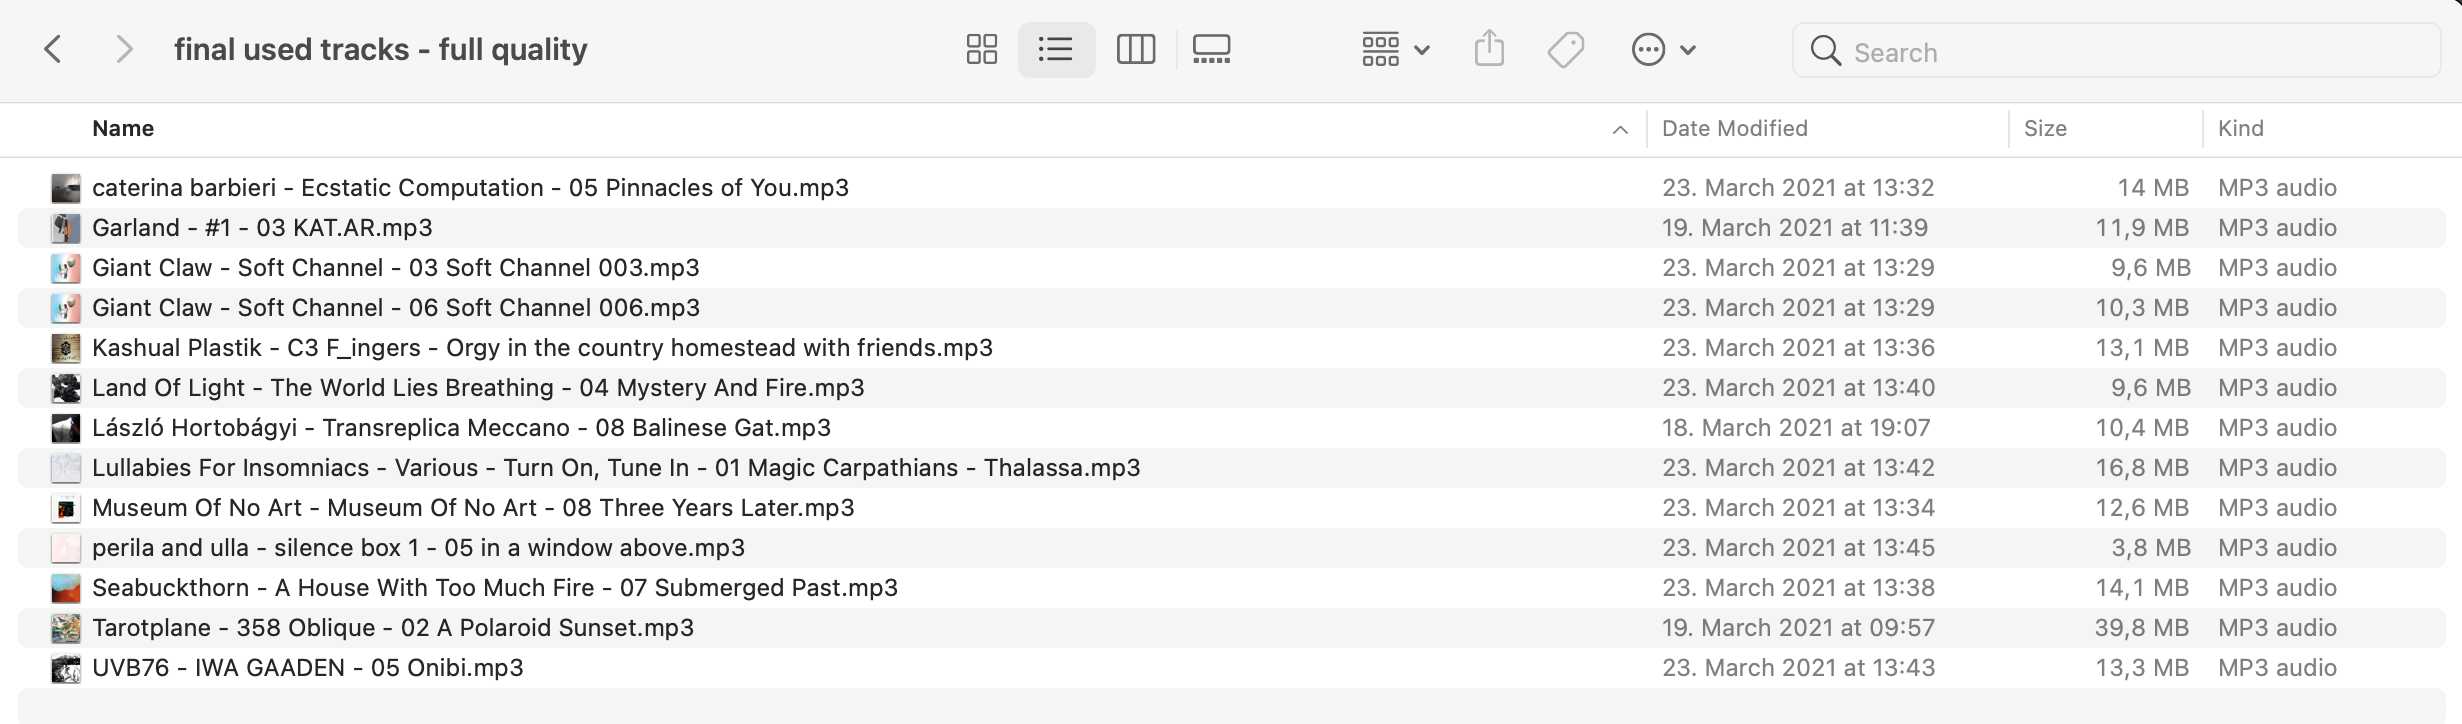 final used tracks - full quality
Search
Name Date Modified Size Kind
caterina barbieri - Ecstatic Computation - 05 Pinnacles of You.mp3 23. March 2021 at 13:32 14 MB MP3 audio
Garland - #1 - 03 KAT.AR.mp3 19. March 2021 at 11:39 11,9 MB MP3 audio
Giant Claw - Soft Channel - 03 Soft Channel 003.mp3 23. March 2021 at 13:29 9,6 MB MP3 audio
Giant Claw - Soft Channel - 06 Soft Channel 006.mp3 23. March 2021 at 13:29 10,3 MB MP3 audio
Kashual Plastik - C3 F_ingers - Orgy in the country homestead with friends.mp3 23. March 2021 at 13:36 13,1 MB MP3 audio
Land Of Light - The World Lies Breathing - 04 Mystery And Fire.mp3 23. March 2021 at 13:40 9,6 MB MP3 audio
László Hortobágyi - Transreplica Meccano - 08 Balinese Gat.mp3 18. March 2021 at 19:07 10,4 MB MP3 audio
Lullabies For Insomniacs - Various - Turn On, Tune In - 01 Magic Carpathians - Thalassa.mp3 23. March 2021 at 13:42 16,8 MB MP3 audio
Museum Of No Art - Museum Of No Art - 08 Three Years Later.mp3 23. March 2021 at 13:34 12,6 MB MP3 audio
perila and ulla - silence box 1 - 05 in a window above.mp3 23. March 2021 at 13:45 3,8 MB MP3 audio
Seabuckthorn - A House With Too Much Fire - 07 Submerged Past.mp3 23. March 2021 at 13:38 14,1 MB MP3 audio
Tarotplane - 358 Oblique - 02 A Polaroid Sunset.mp3 19. March 2021 at 09:57 39,8 MB MP3 audio
UVB76 - IWA GAADEN - 05 Onibi.mp3 23. March 2021 at 13:43 13,3 MB MP3 audio